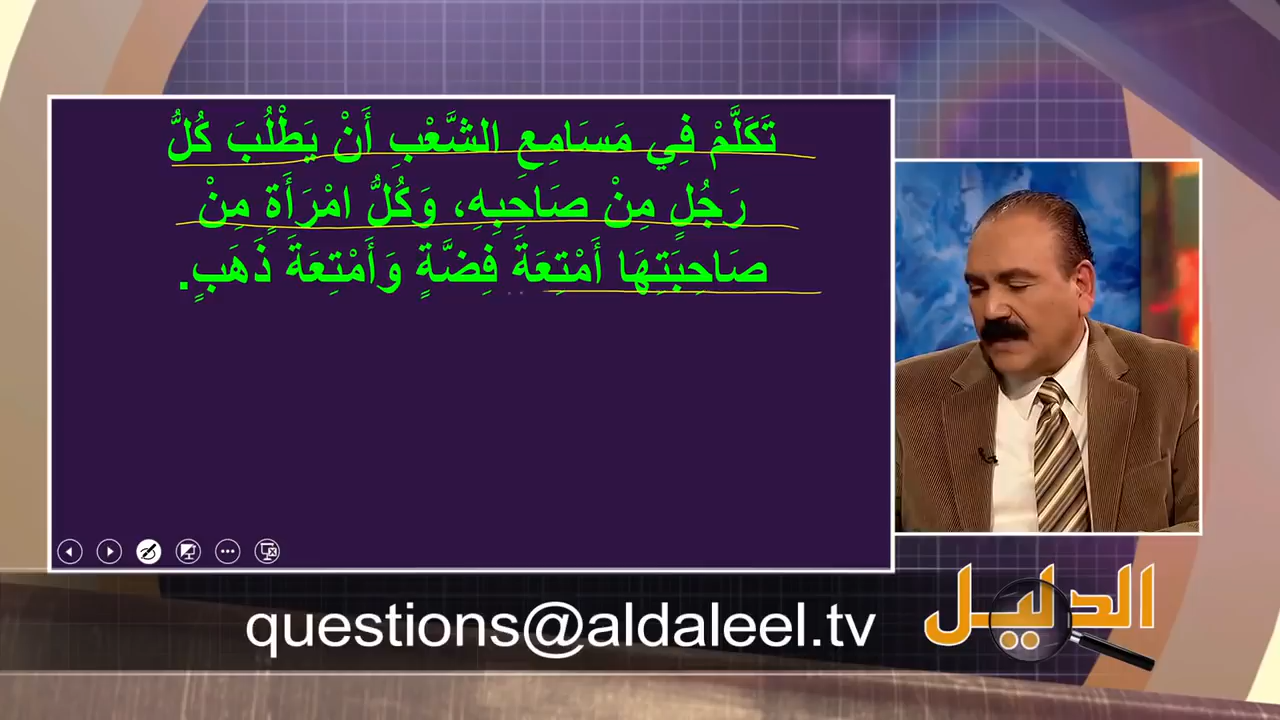 تَكَلَّمْ فِي مَسَامِعِ الشَّعْبِ أَنْ يَطْلُبَ كُلُّ
رَجُلٍ مِنْ صَاحِبِهِ، وَكُلُّ امْرَأَةٍ مِنْ
صَاحِبَتِهَا أَمْتِعَةَ فِضَّةٍ وَأَمْتِعَةَ ذَهَبٍ.
questions@aldaleel.tv
الدليل